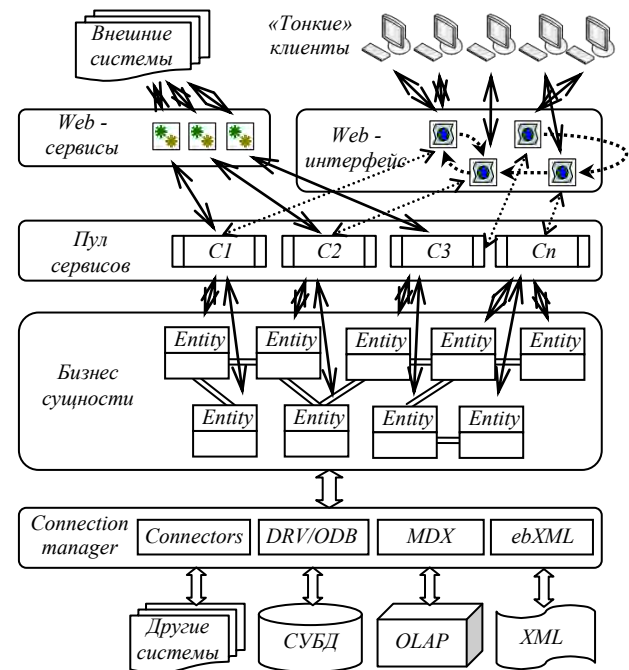 Внешние
системы
«Тонкие»
клиенты
Web -
сервисы
Web -
интерфейс
Пул
сервисов
C1
C2
C3
Cn
Бизнес
сущности
Entity
Entity
Entity
Entity
Entity
Entity
Entity
Entity
Entity
Connection
manager
Connectors
DRV/ODB
MDX
ebXML
Другие
системы
СУБД
OLAP
XML